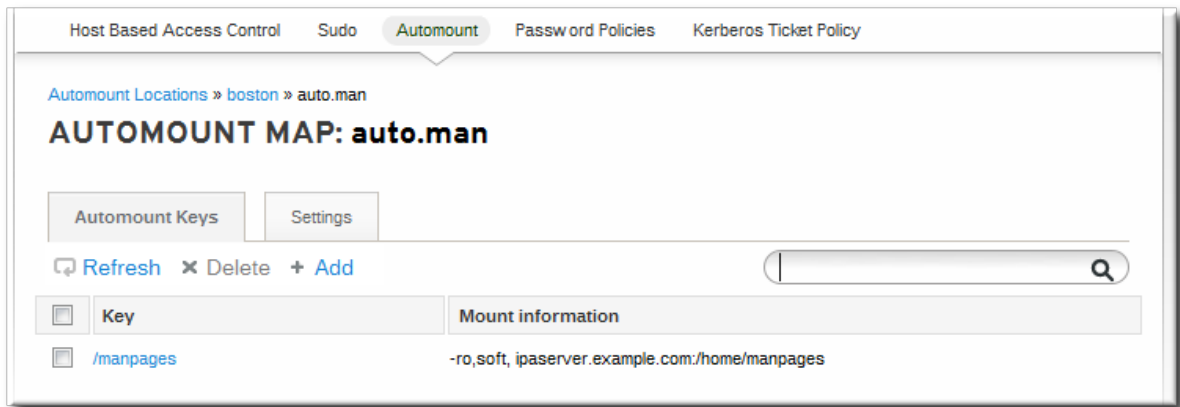 Host Based Access Control Sudo Automount Password Policies Kerberos Ticket Policy
Automount Locations » boston » auto.man
AUTOMOUNT MAP: auto.man
Automount Keys Settings
Refresh Delete Add
Key Mount information
/manpages -ro,soft, ipaserver.example.com:/home/manpages